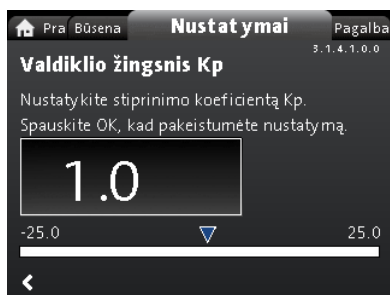 Pra Būsena Nustatymai Pagalba
3.1.4.1.0.0
Valdiklio žingsnis Kp
Nustatykite stiprinimo koeficientą Kp.
Spauskite OK, kad pakeistumėte nustatymą.
1.0
-25.0 25.0